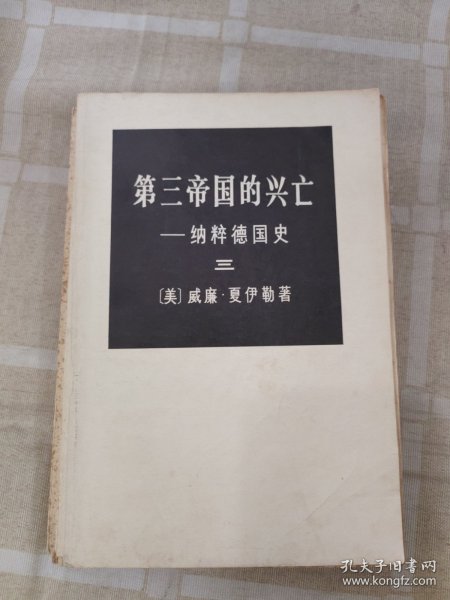 第三帝国的兴亡
——纳粹德国史
三
〔美〕威廉·夏伊勒著
孔夫子旧书网
www.kongfz.com